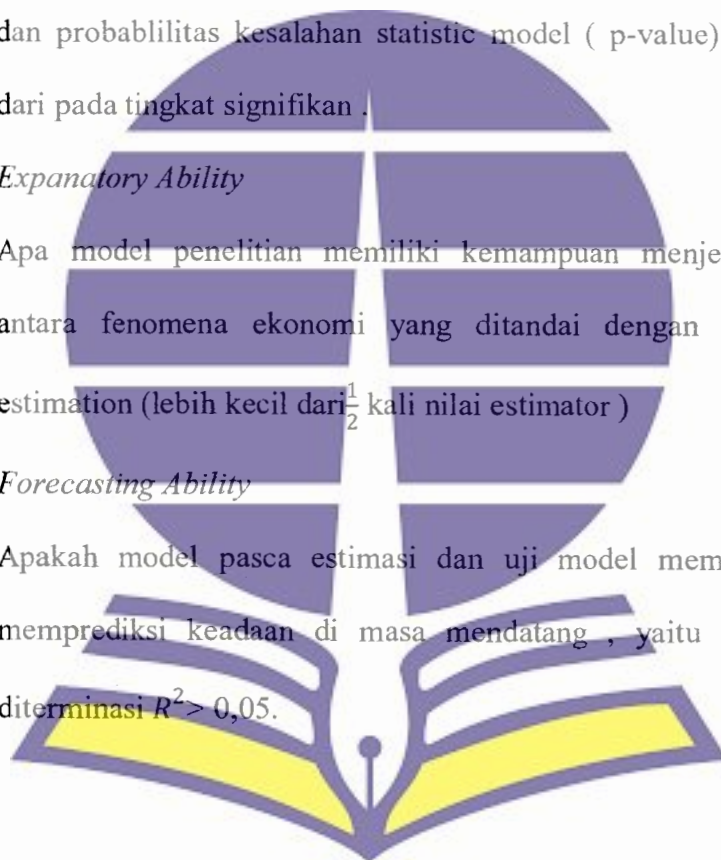 dan probablilitas kesalahan statistic model ( p-value)
dari pada tingkat signifikan .
Expanatory Ability
Apa model penelitian memiliki kemampuan menje
antara fenomena ekonomi yang ditandai dengan
estimation (lebih kecil dari \frac{1}{2} kali nilai estimator )
Forecasting Ability
Apakah model pasca estimasi dan uji model mem
memprediksi keadaan di masa mendatang , yaitu
diterminasi R²> 0,05.